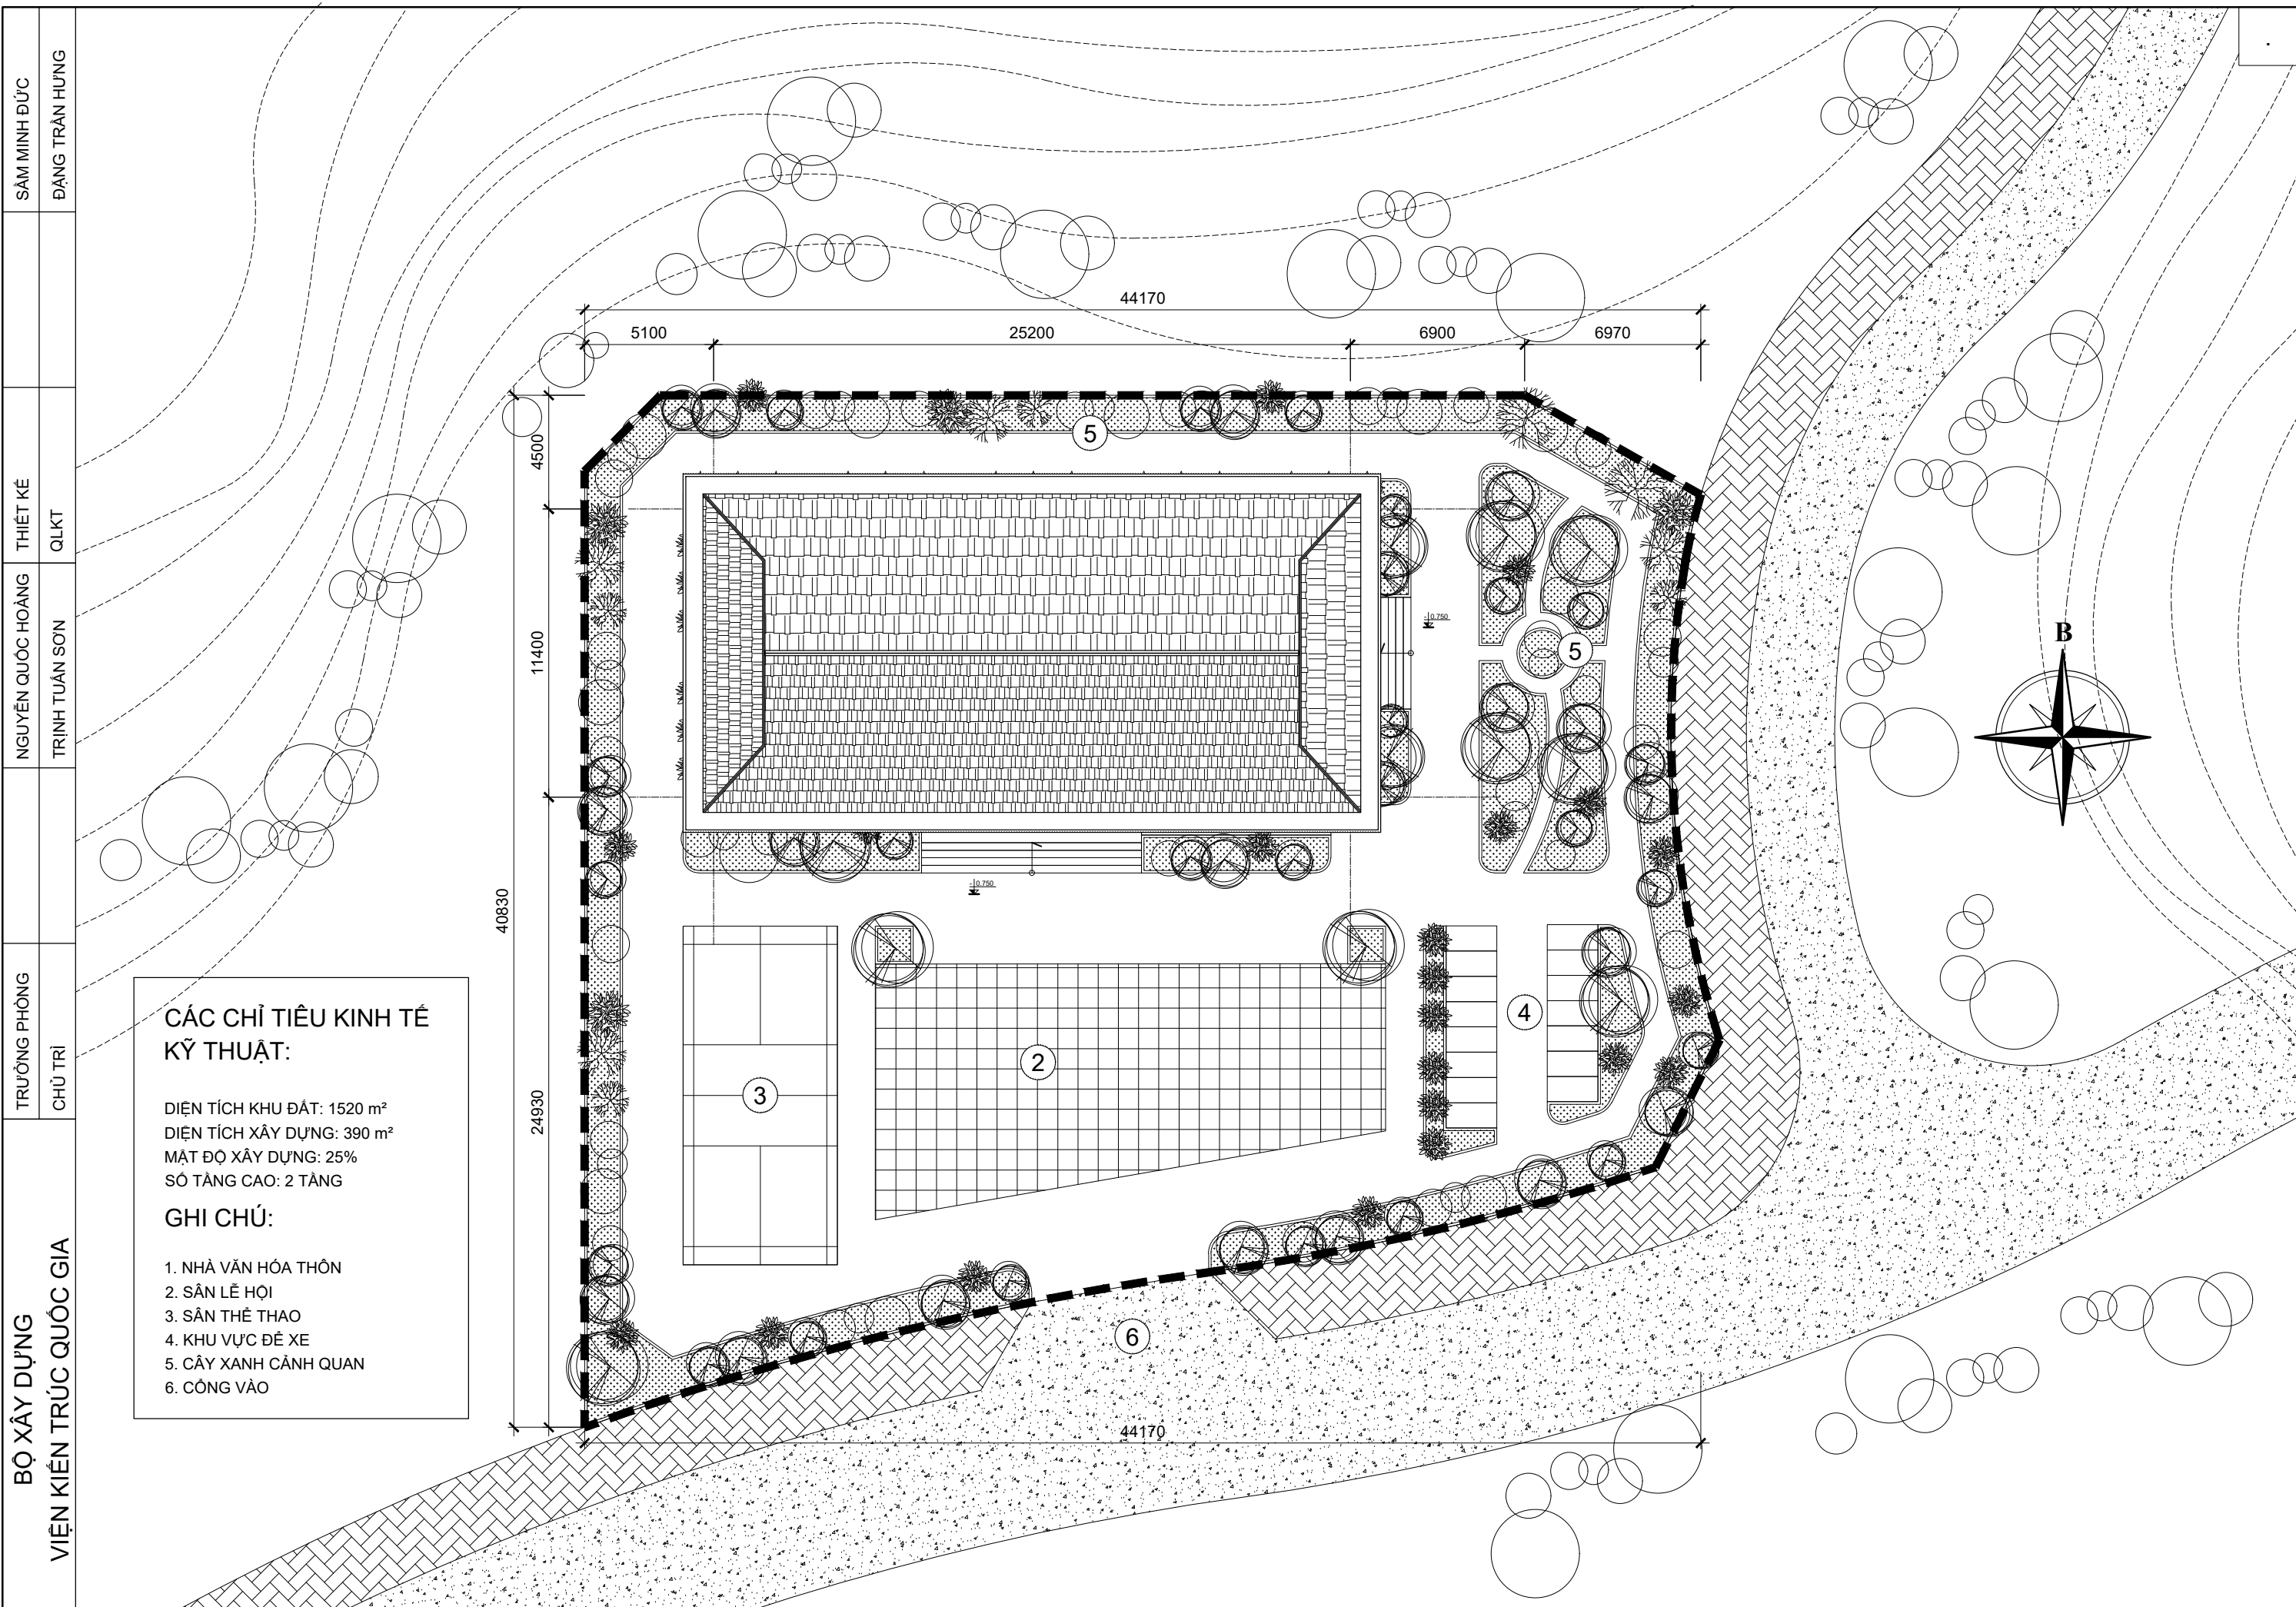 SẦM MINH ĐỨC
ĐẶNG TRẦN HƯNG
THIẾT KẾ
QLKT
NGUYỄN QUỐC HOÀNG
TRỊNH TUẤN SƠN
TRƯỞNG PHÒNG
CHỦ TRÌ
BỘ XÂY DỰNG
VIỆN KIẾN TRÚC QUỐC GIA
44170
5100
25200
6900
6970
4500
11400
40830
24930
5
5
-0.750
-0.750
B
2
3
4
6
44170
CÁC CHỈ TIÊU KINH TẾ
KỸ THUẬT:
DIỆN TÍCH KHU ĐẤT: 1520 m²
DIỆN TÍCH XÂY DỰNG: 390 m²
MẬT ĐỘ XÂY DỰNG: 25%
SỐ TẦNG CAO: 2 TẦNG
GHI CHÚ:
1. NHÀ VĂN HÓA THÔN
2. SÂN LỄ HỘI
3. SÂN THỂ THAO
4. KHU VỰC ĐỂ XE
5. CÂY XANH CẢNH QUAN
6. CỔNG VÀO